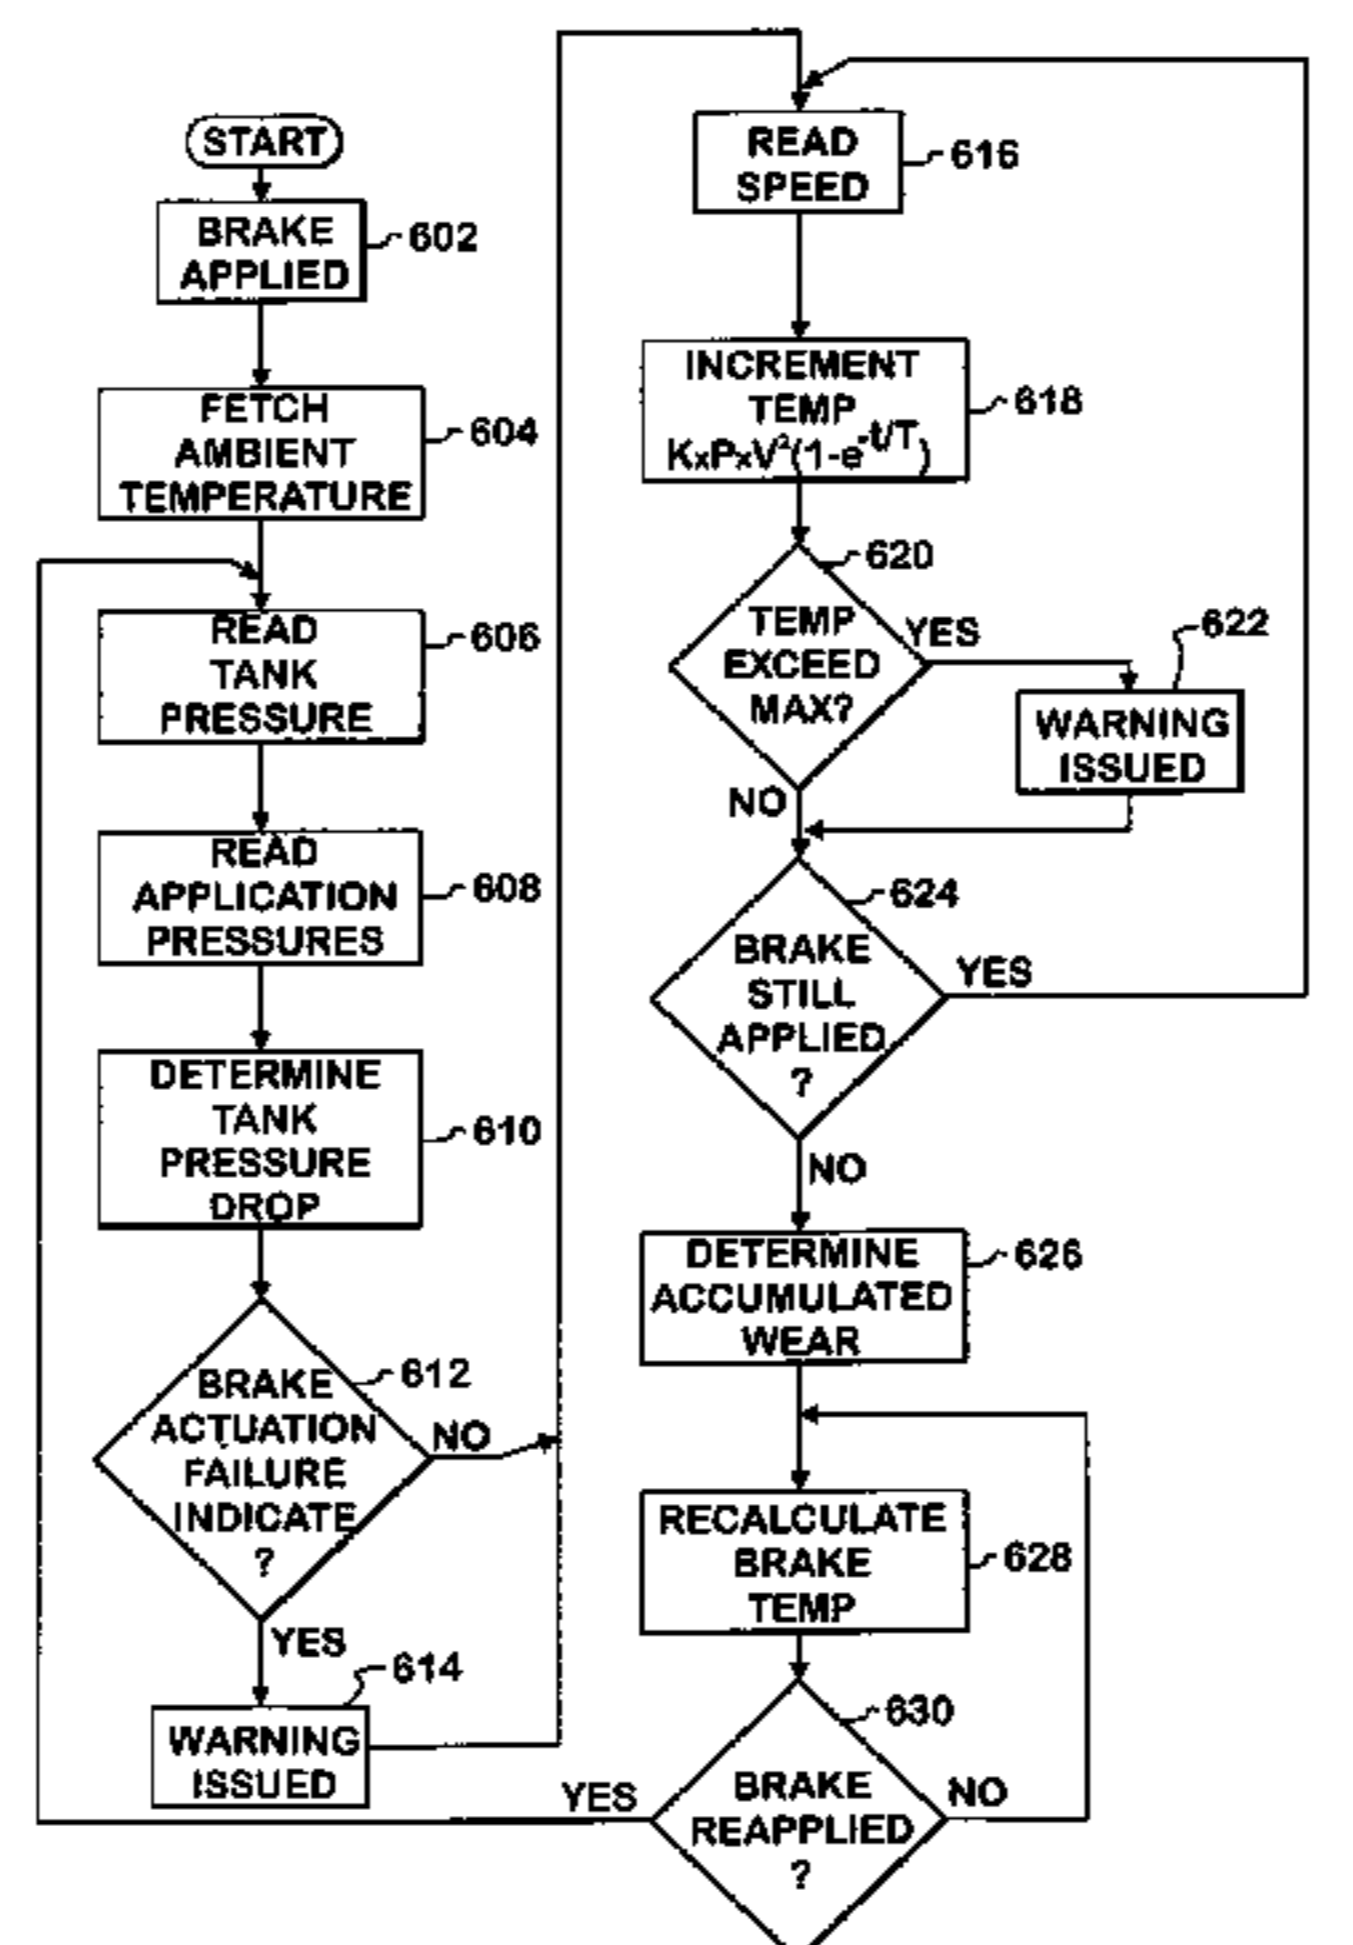 START
BRAKE
APPLIED
602
FETCH
AMBIENT
TEMPERATURE
604
READ
TANK
PRESSURE
606
READ
APPLICATION
PRESSURES
608
DETERMINE
TANK
PRESSURE
DROP
610
BRAKE
ACTUATION
FAILURE
INDICATE
?
612
NO
YES
WARNING
ISSUED
614
READ
SPEED
616
INCREMENT
TEMP
KxPxV²(1-e^-t/T)
618
TEMP
EXCEED
MAX?
620
YES
NO
WARNING
ISSUED
622
BRAKE
STILL
APPLIED
?
624
YES
NO
DETERMINE
ACCUMULATED
WEAR
626
RECALCULATE
BRAKE
TEMP
628
BRAKE
REAPPLIED
?
630
YES
NO